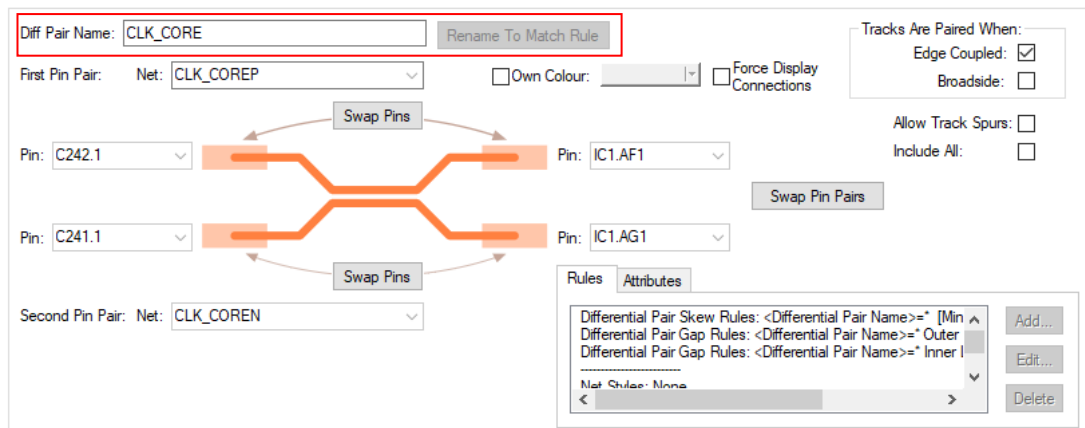 Diff Pair Name: CLK_CORE Rename To Match Rule
Tracks Are Paired When:
Edge Coupled:
Broadside:
First Pin Pair: Net: CLK_COREP
Own Colour:
Force Display
Connections
Allow Track Spurs:
Include All:
Swap Pins
Pin: C242.1
Pin: IC1.AF1
Swap Pin Pairs
Pin: C241.1
Pin: IC1.AG1
Swap Pins
Second Pin Pair: Net: CLK_COREN
Rules Attributes
Differential Pair Skew Rules: <Differential Pair Name>=* [Min
Differential Pair Gap Rules: <Differential Pair Name>=* Outer
Differential Pair Gap Rules: <Differential Pair Name>=* Inner
-------------------------
Net Styles: None
Add...
Edit...
Delete